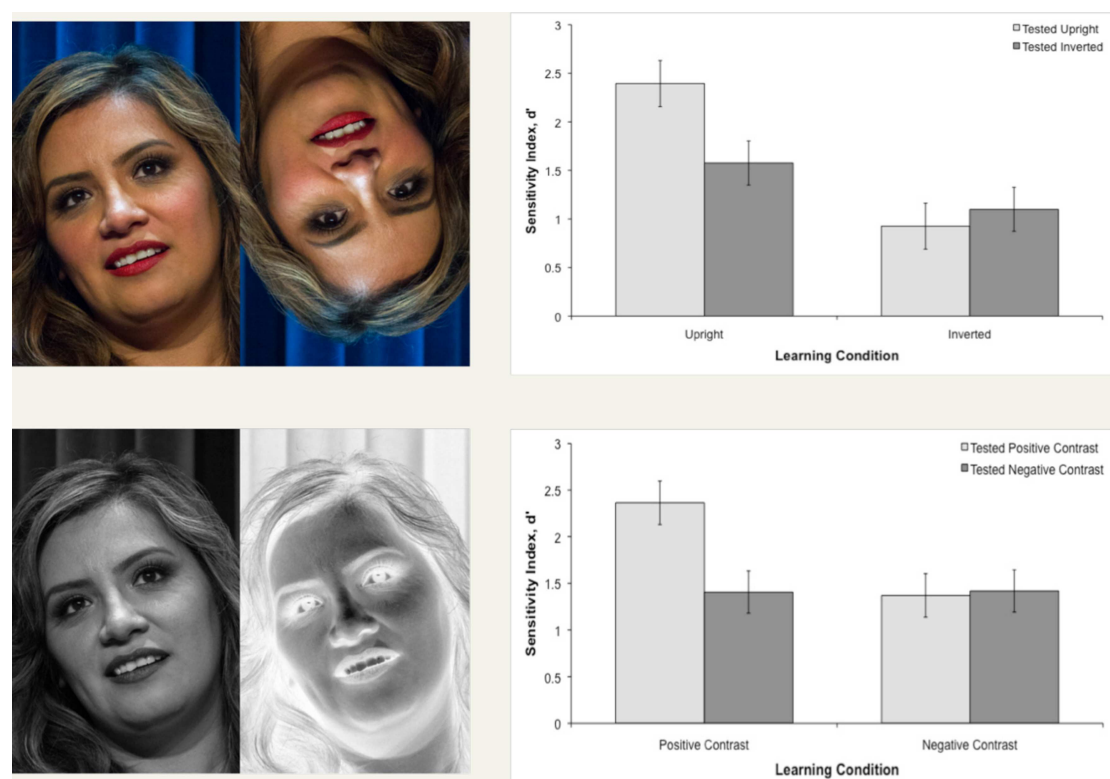 3
Tested Upright
Tested Inverted
2.5
2
1.5
1
0.5
0
Sensitivity Index, d'
Upright
Inverted
Learning Condition
3
Tested Positive Contrast
Tested Negative Contrast
2.5
2
1.5
1
0.5
0
Sensitivity Index, d'
Positive Contrast
Negative Contrast
Learning Condition